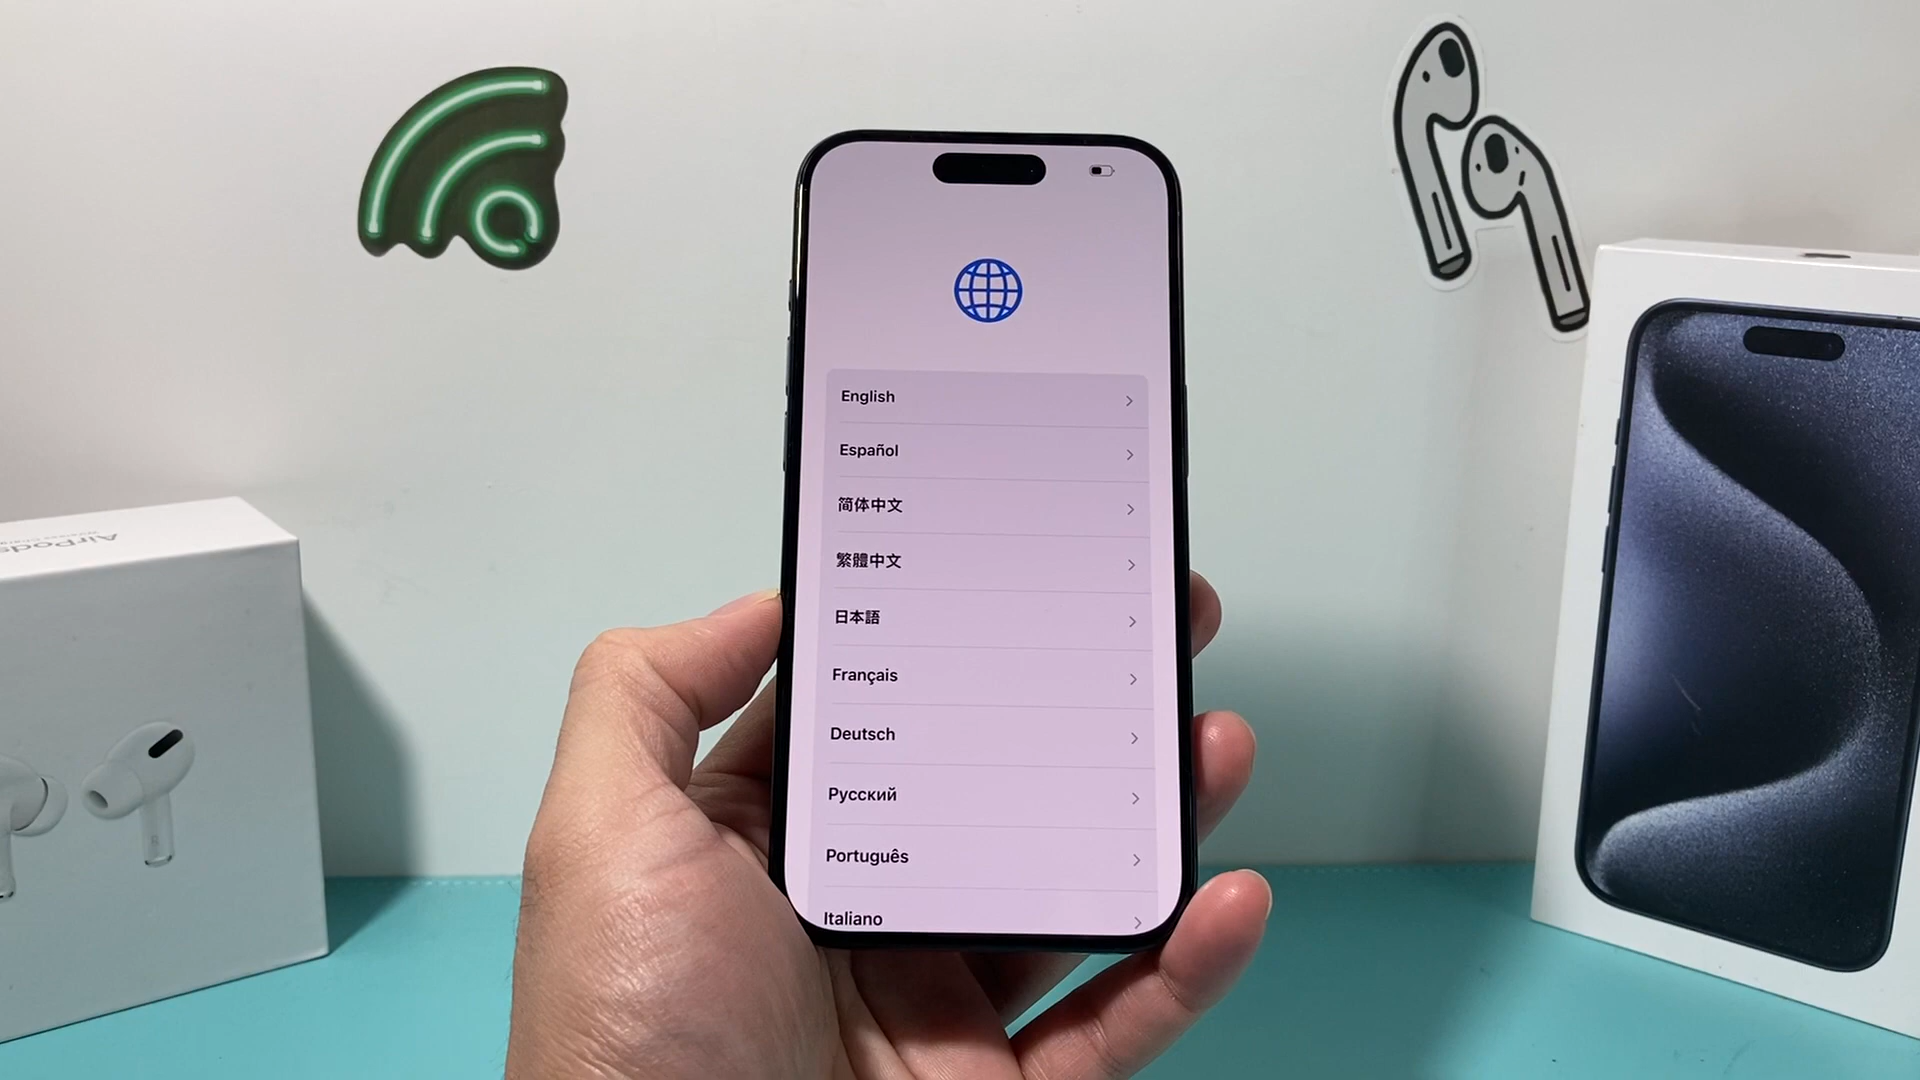 AirPods
English
Español
简体中文
繁體中文
日本語
Français
Deutsch
Русский
Português
Italiano